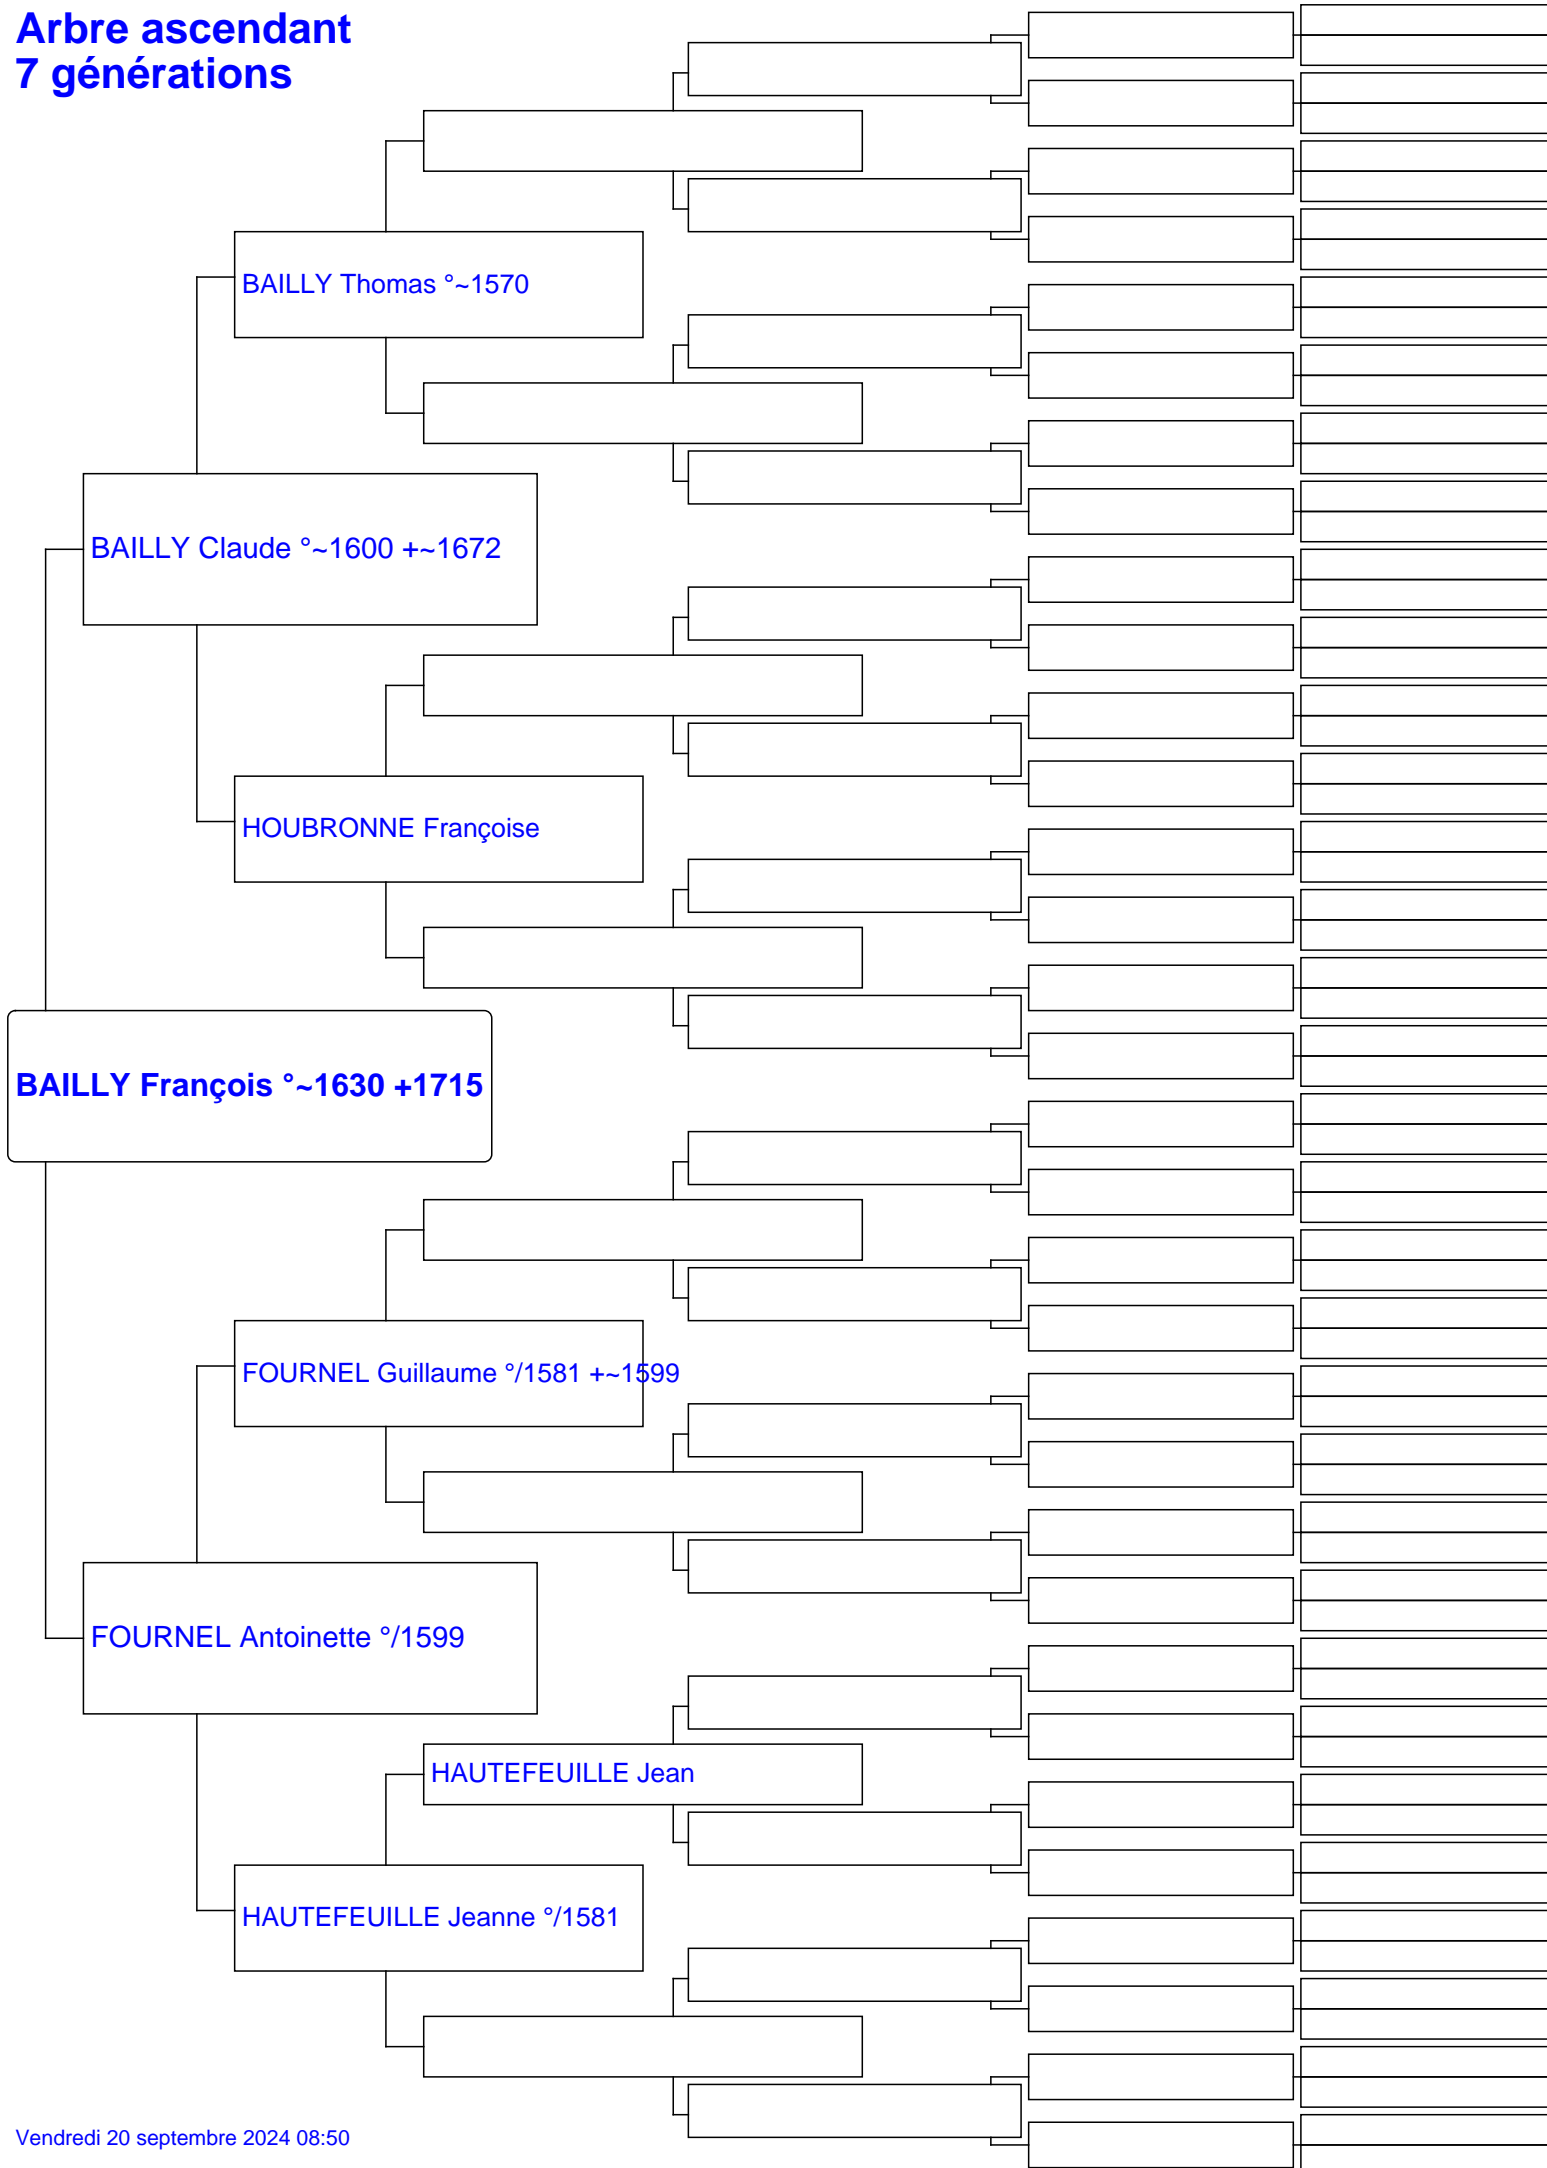 Arbre ascendant
7 générations
BAILLY Thomas °~1570
BAILLY Claude °~1600 +~1672
HOUBRONNE Françoise
BAILLY François °~1630 +1715
FOURNEL Guillaume °/1581 +~1599
FOURNEL Antoinette °/1599
HAUTEFEUILLE Jean
HAUTEFEUILLE Jeanne °/1581
Vendredi 20 septembre 2024 08:50